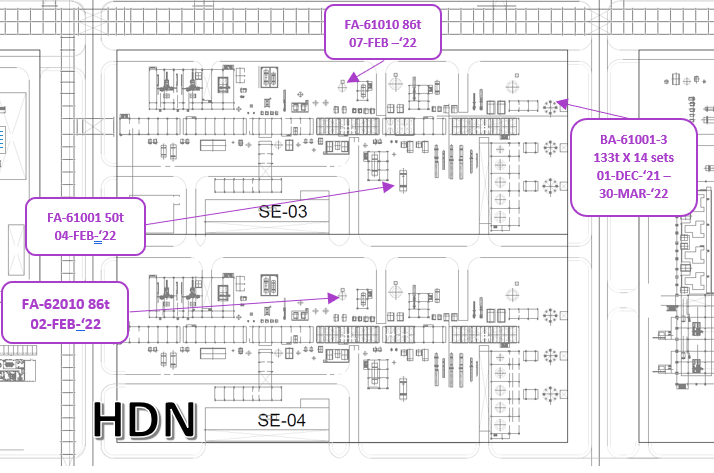 FA-61010 86t
07-FEB –‘22
BA-61001-3
133t X 14 sets
01-DEC-‘21 –
30-MAR-‘22
FA-61001 50t
04-FEB-‘22
SE-03
FA-62010 86t
02-FEB-‘22
HDN
SE-04